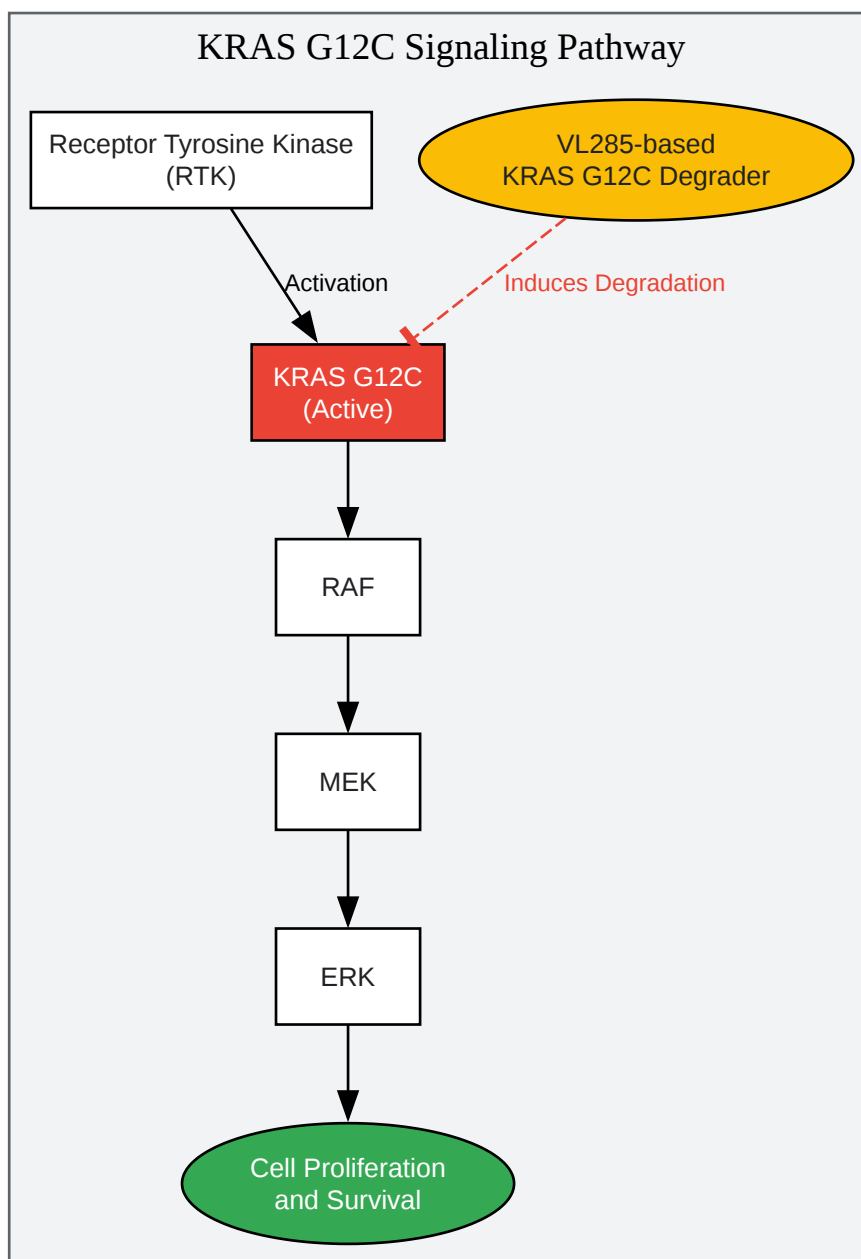 KRAS G12C Signaling Pathway
Receptor Tyrosine Kinase
(RTK)
VL285-based
KRAS G12C Degrader
Activation
Induces Degradation
KRAS G12C
(Active)
RAF
MEK
ERK
Cell Proliferation
and Survival